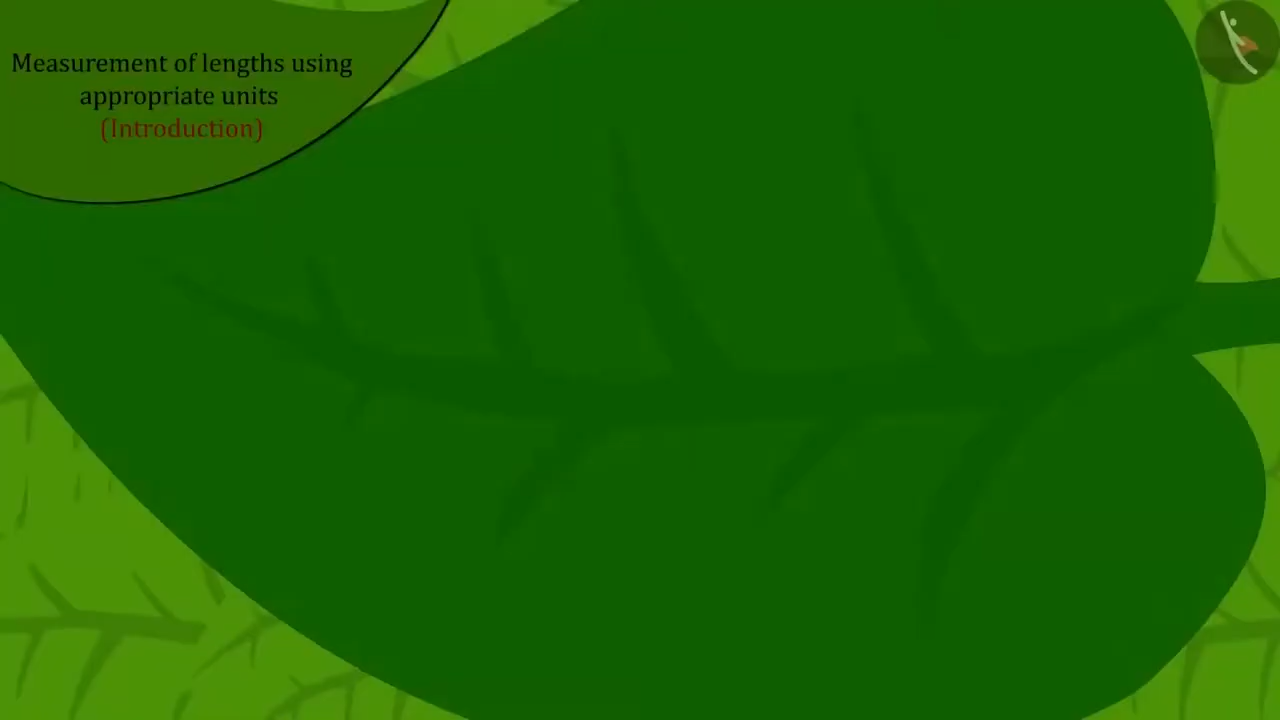 Measurement of lengths using
appropriate units
(Introduction)